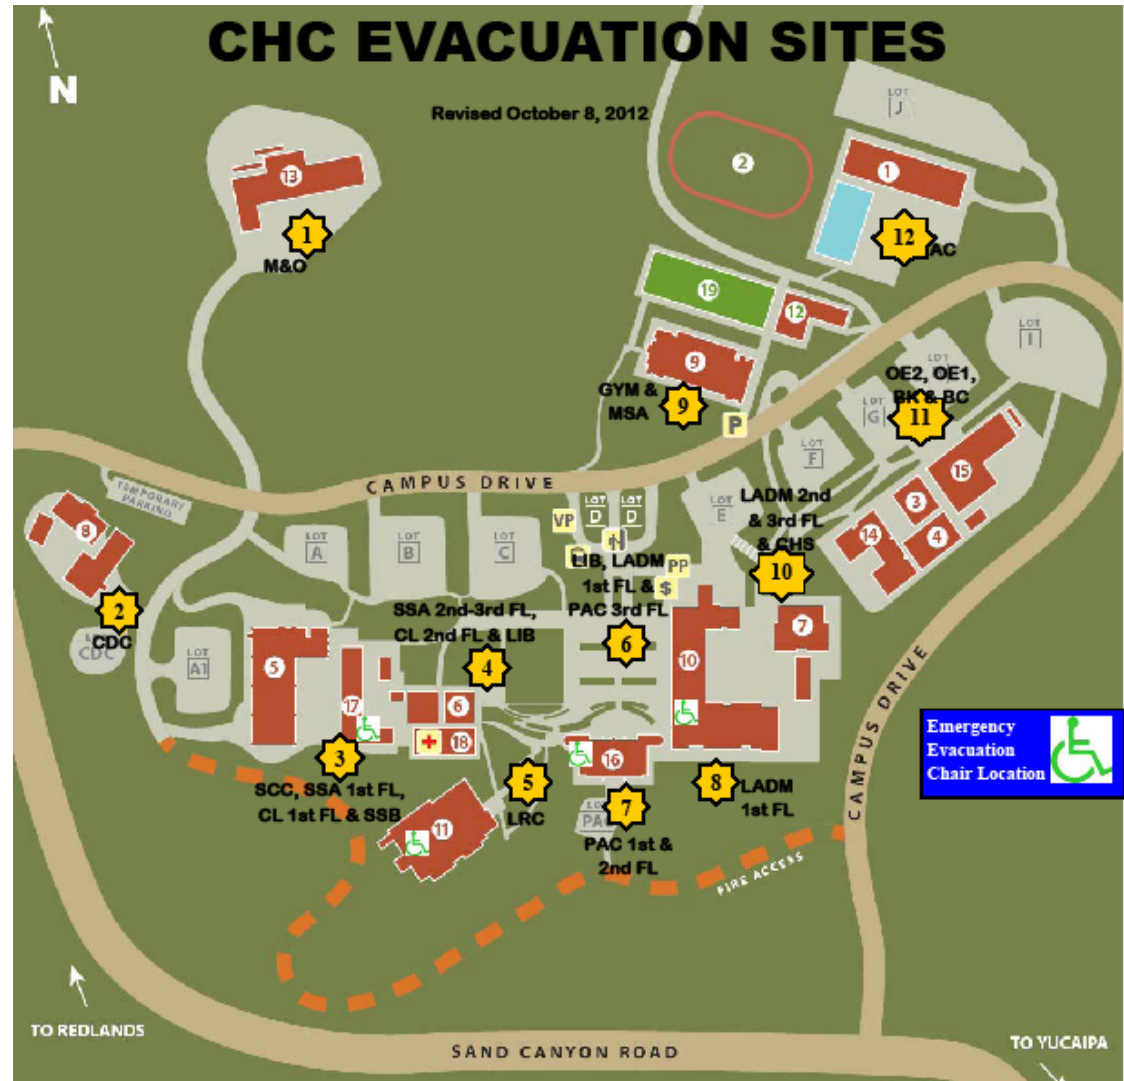 CHC EVACUATION SITES
N
Revised October 8, 2012
LOT
J
2
1
13
1
M&O
12
AC
19
12
9
GYM &
MSA
9
P
LOT
I
LOT
OE2, OE1,
BK & BC
11
LOT
G
LOT
F
CAMPUS DRIVE
TEMPORARY
PARKING
8
2
CDC
CDC
LOT
A
LOT
B
LOT
C
LOT
D
LOT
D
VP
LOT
E
LADM 2nd
& 3rd FL
& CHS
10
15
3
14
4
LIB, LADM
1st FL &
PAC 3rd FL
6
PP
$
SSA 2nd-3rd FL,
CL 2nd FL & LIB
4
LOT
A1
5
17
6
18
10
7
3
SCC, SSA 1st FL,
CL 1st FL & SSB
11
5
LRC
16
7
PAC 1st &
2nd FL
8
LADM
1st FL
CAMPUS DRIVE
Emergency
Evacuation
Chair Location
FIRE ACCESS
TO REDLANDS
SAND CANYON ROAD
TO YUCAIPA